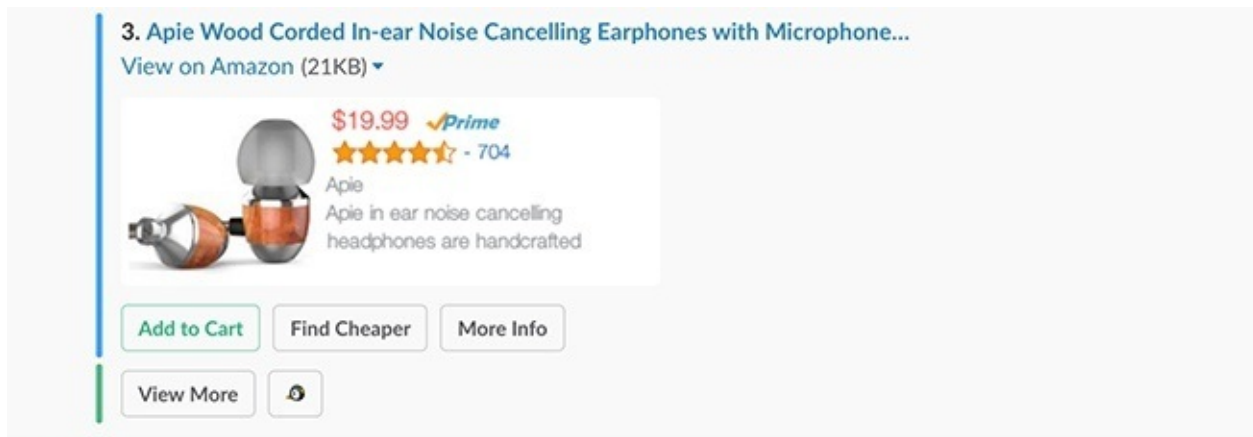 3. Apie Wood Corded In-ear Noise Cancelling Earphones with Microphone...
View on Amazon (21KB)
$19.99 Prime
- 704
Apie
Apie in ear noise cancelling
headphones are handcrafted
Add to Cart Find Cheaper More Info
View More